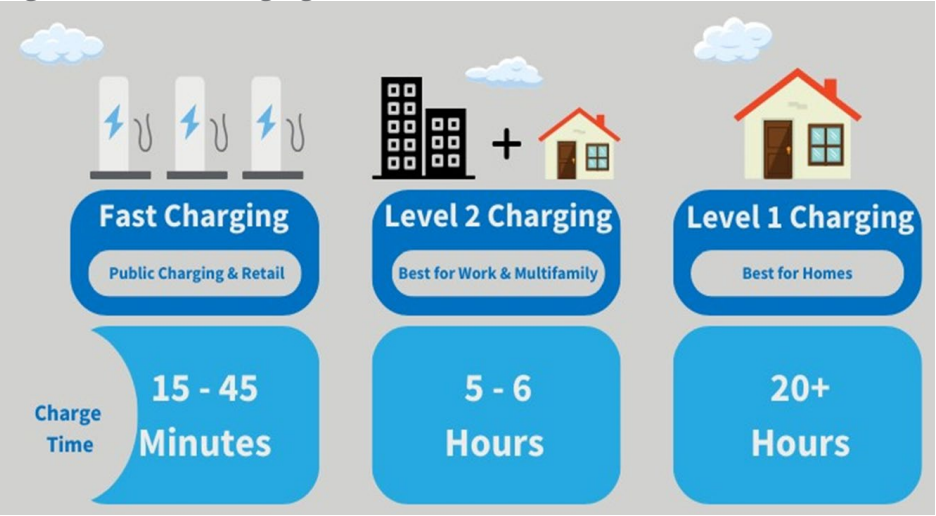 Fast Charging
Public Charging & Retail
Level 2 Charging
Best for Work & Multifamily
Level 1 Charging
Best for Homes
Charge
Time
15 - 45
Minutes
5 - 6
Hours
20+
Hours